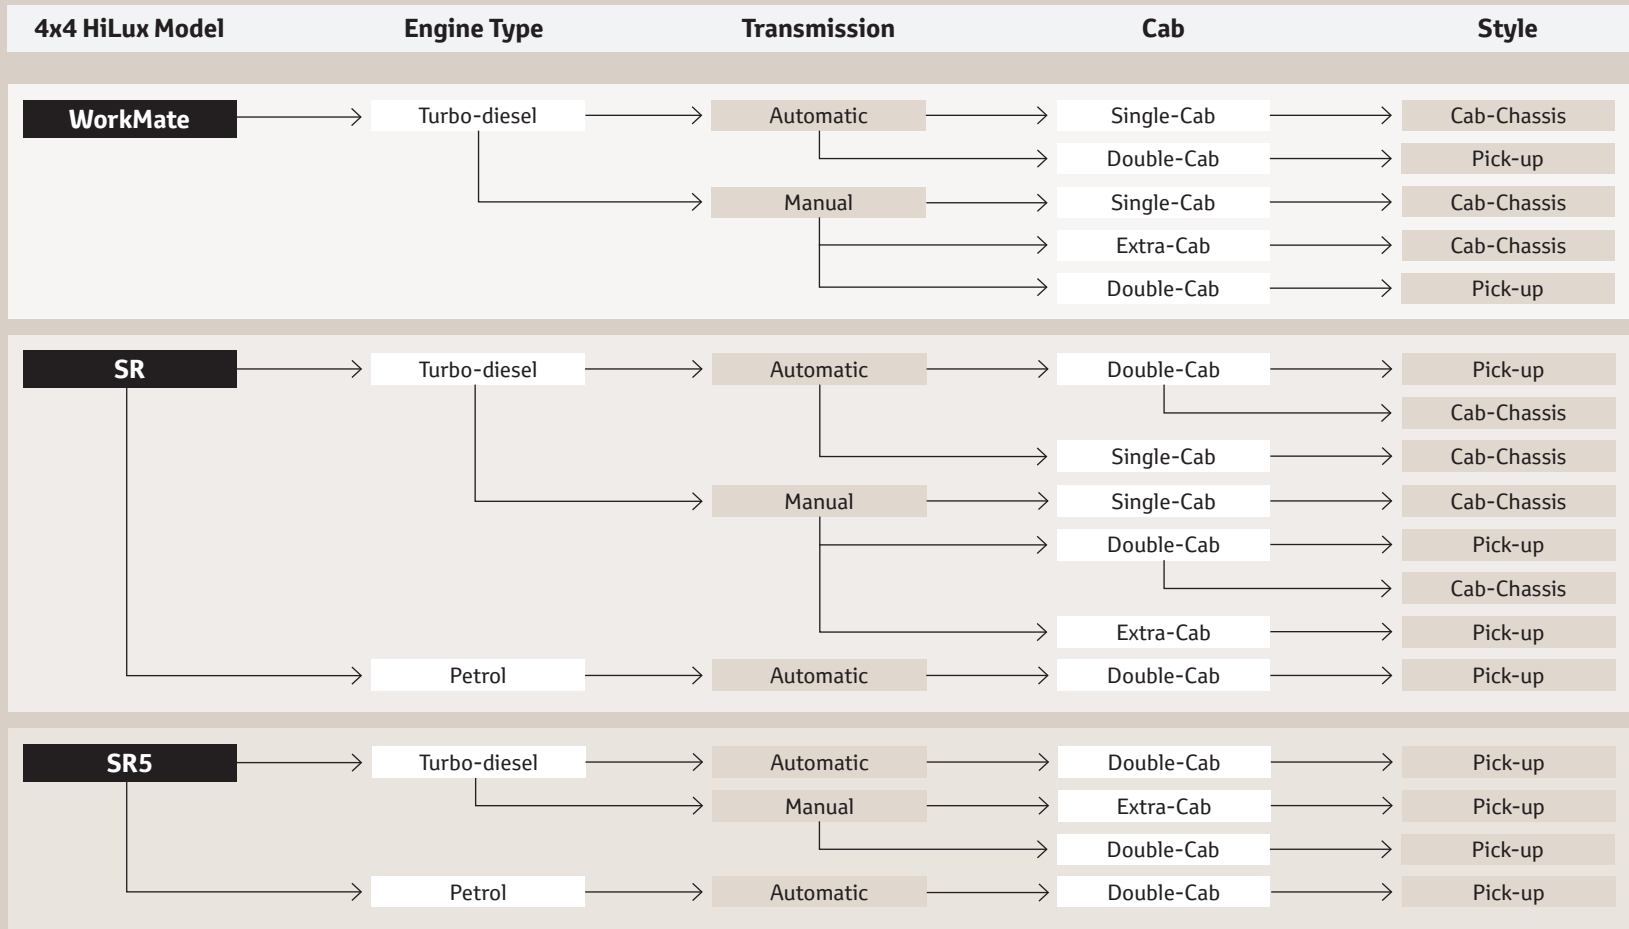 4x4 HiLux Model Engine Type Transmission Cab Style
WorkMate Turbo-diesel Automatic Single-Cab Cab-Chassis
Double-Cab Pick-up
Manual Single-Cab Cab-Chassis
Extra-Cab Cab-Chassis
Double-Cab Pick-up
SR Turbo-diesel Automatic Double-Cab Pick-up
Cab-Chassis
Single-Cab Cab-Chassis
Manual Single-Cab Cab-Chassis
Double-Cab Pick-up
Cab-Chassis
Extra-Cab Pick-up
Petrol Automatic Double-Cab Pick-up
SR5 Turbo-diesel Automatic Double-Cab Pick-up
Manual Extra-Cab Pick-up
Double-Cab Pick-up
Petrol Automatic Double-Cab Pick-up